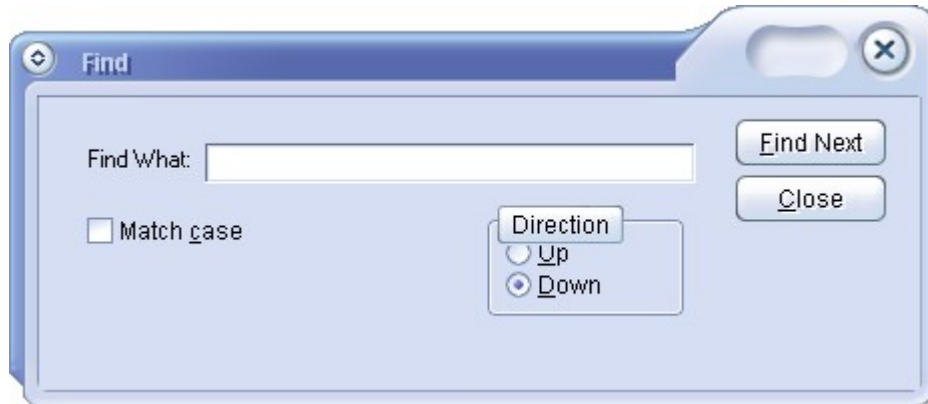 Find
Find What:
Find Next
Close
Match case
Direction
Up
Down